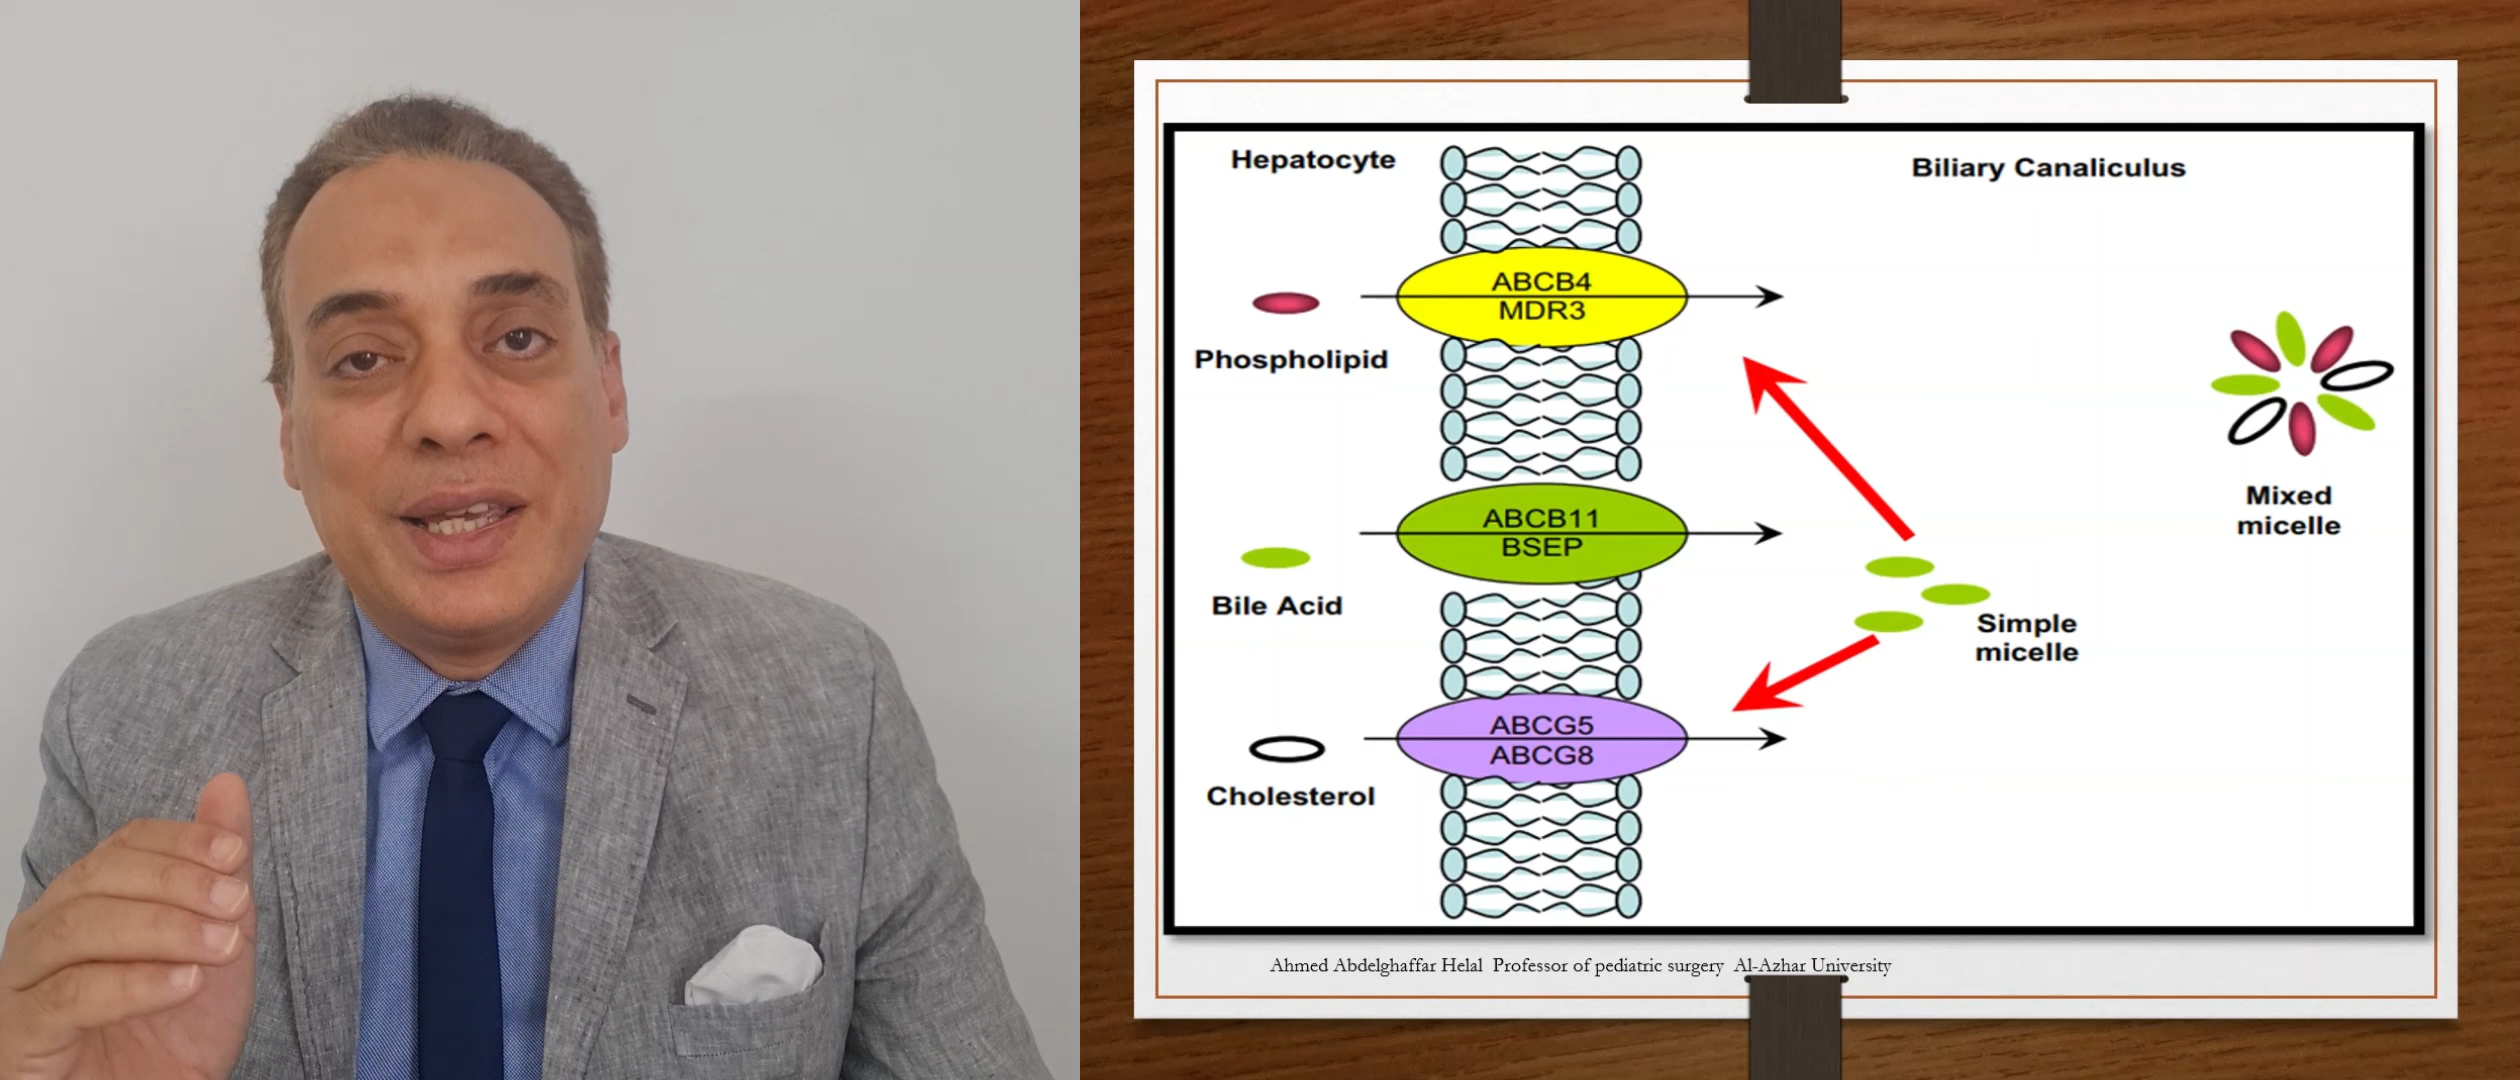 Hepatocyte
Biliary Canaliculus
ABCB4
MDR3
Phospholipid
ABCB11
BSEP
Bile Acid
Mixed
micelle
Simple
micelle
ABCG5
ABCG8
Cholesterol
Ahmed Abdelghaffar Helal Professor of pediatric surgery Al-Azhar University